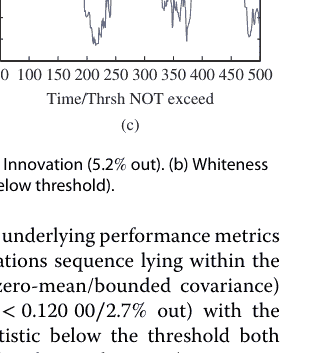 0 100 150 200 250 300 350 400 450 500
Time/Thrsh NOT exceed
(c)
Innovation (5.2% out). (b) Whiteness
elow threshold).
underlying performance metrics
ations sequence lying within the
zero-mean/bounded covariance)
< 0.120 00/2.7% out) with the
tistic below the threshold both